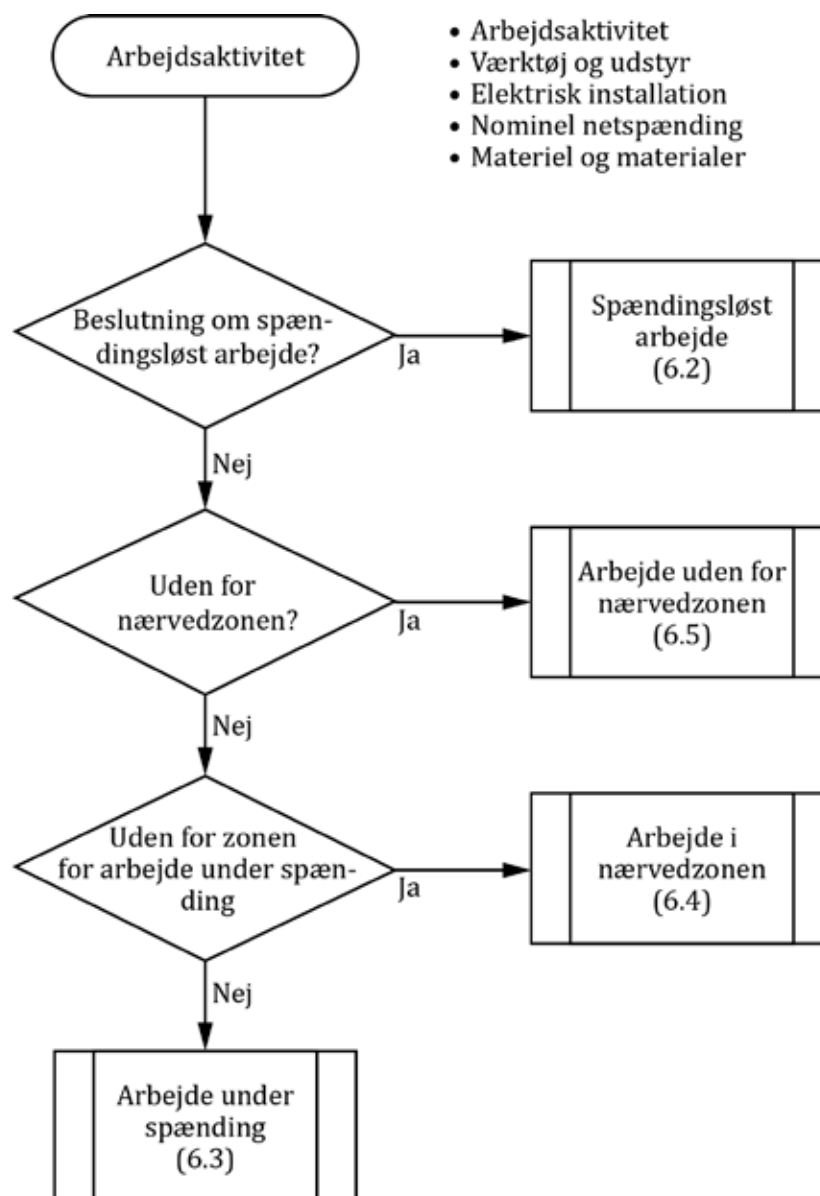 Arbejdsaktivitet
• Arbejdsaktivitet
• Værktøj og udstyr
• Elektrisk installation
• Nominel netspænding
• Materiel og materialer
Beslutning om spæn-
dingsløst arbejde?
Ja
Spændingsløst
arbejde
(6.2)
Nej
Uden for
nærvedzonen?
Ja
Arbejde uden for
nærvedzonen
(6.5)
Nej
Uden for zonen
for arbejde under spæn-
ding
Ja
Arbejde i
nærvedzonen
(6.4)
Nej
Arbejde under
spænding
(6.3)